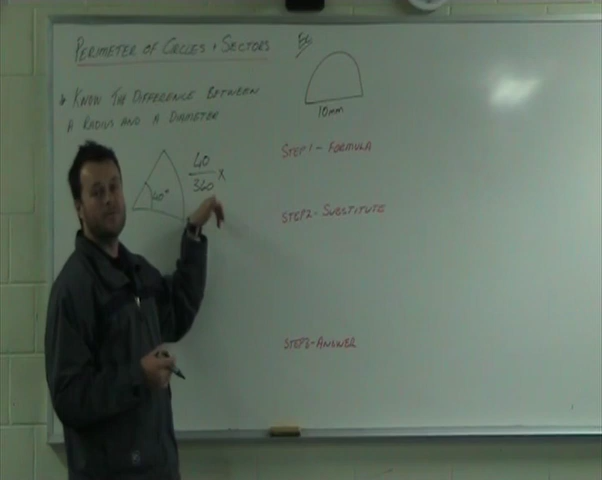 PERIMETER OF CIRCLES + SECTORS
KNOW THE DIFFERENCE BETWEEN
A RADIUS AND A DIAMETER
40°
40
360
X
Ex
10mm
STEP 1 - FORMULA
STEP 2 - SUBSTITUTE
STEP 3 - ANSWER